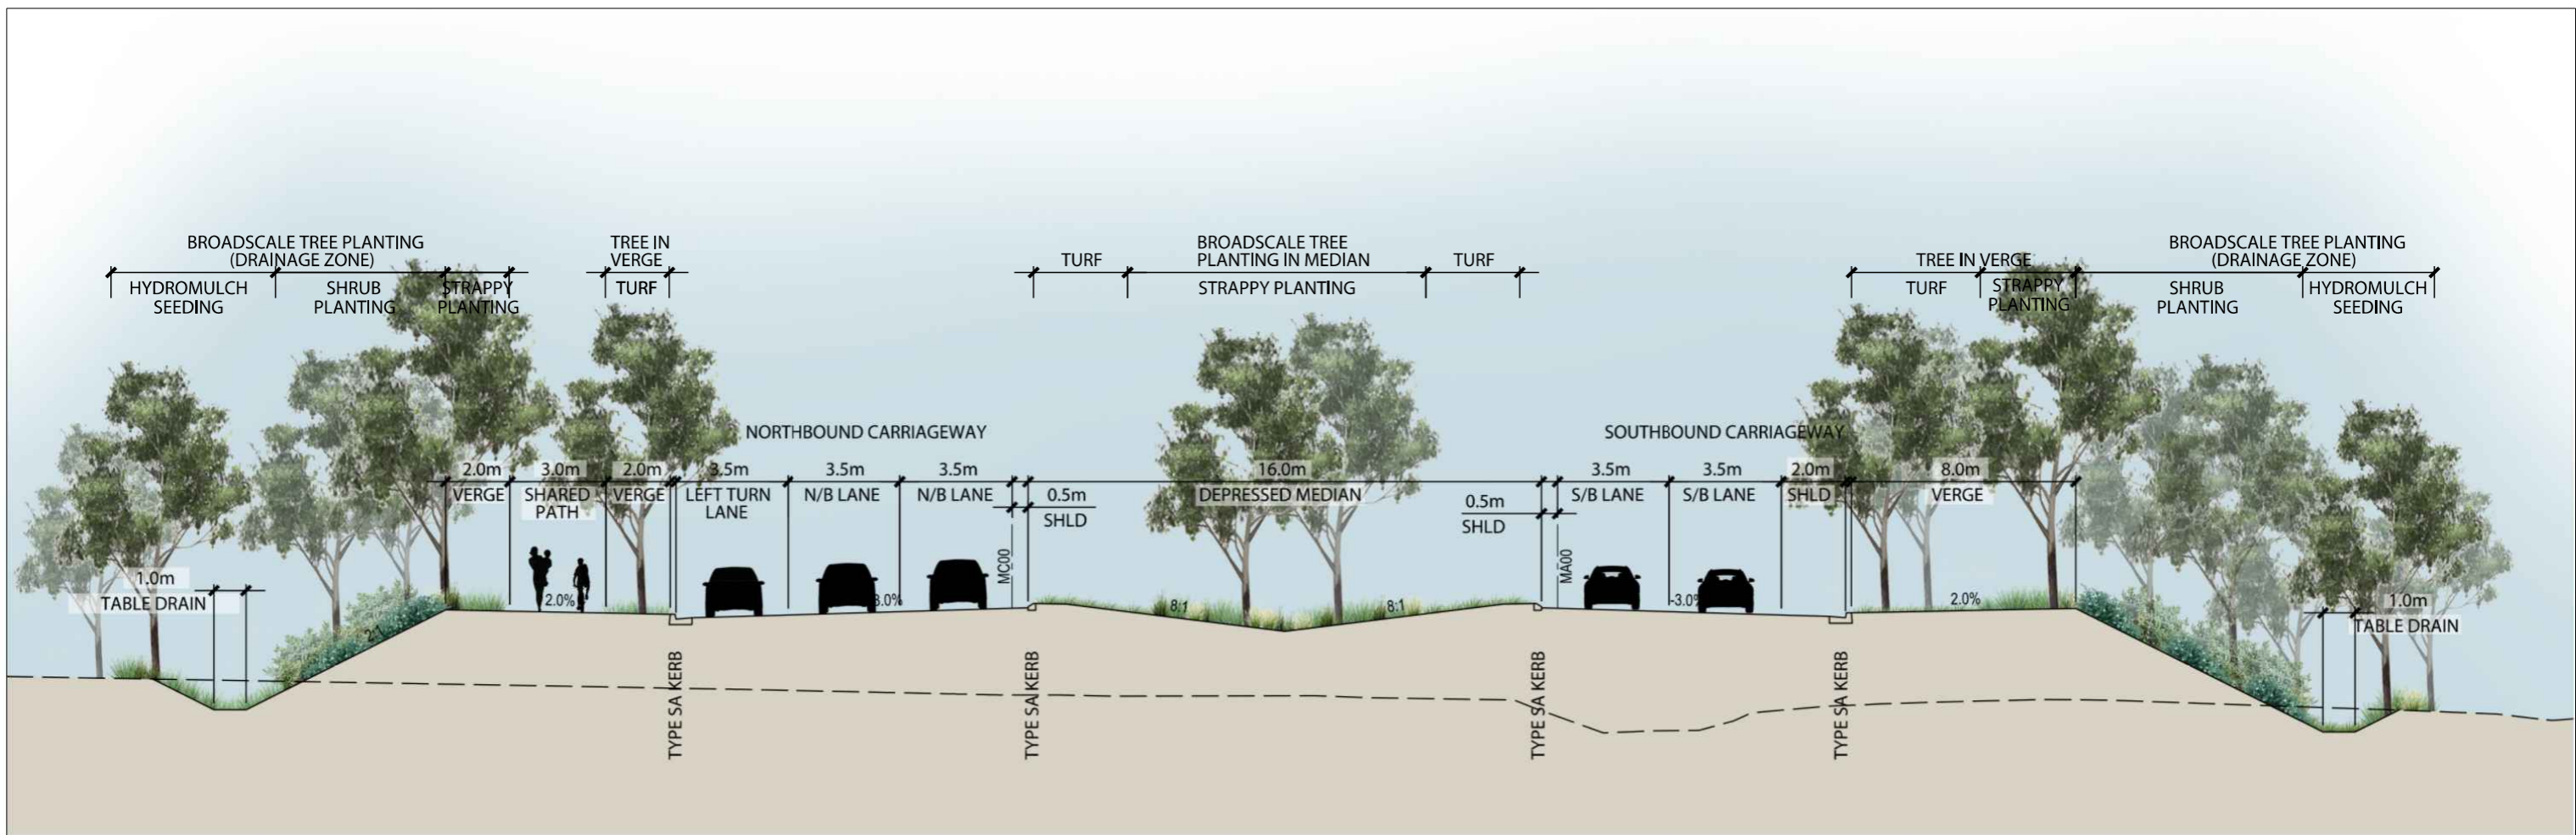 BROADSCALE TREE PLANTING
(DRAINAGE ZONE)
HYDROMULCH
SEEDING
SHRUB
PLANTING
STRAPPY
PLANTING
TREE IN
VERGE
TURF
TURF
BROADSCALE TREE
PLANTING IN MEDIAN
STRAPPY PLANTING
TURF
TREE IN VERGE
TURF
STRAPPY
PLANTING
BROADSCALE TREE PLANTING
(DRAINAGE ZONE)
SHRUB
PLANTING
HYDROMULCH
SEEDING
NORTHBOUND CARRIAGEWAY
SOUTHBOUND CARRIAGEWAY
2.0m
VERGE
3.0m
SHARED
PATH
2.0m
VERGE
3.5m
LEFT TURN
LANE
3.5m
N/B LANE
3.5m
N/B LANE
0.5m
SHLD
16.0m
DEPRESSED MEDIAN
0.5m
SHLD
3.5m
S/B LANE
3.5m
S/B LANE
2.0m
SHLD
8.0m
VERGE
MC00
MA00
1.0m
TABLE DRAIN
2:1
2.0%
3.0%
8:1
8:1
-3.0%
2.0%
1.0m
TABLE DRAIN
TYPE SA KERB
TYPE SA KERB
TYPE SA KERB
TYPE SA KERB